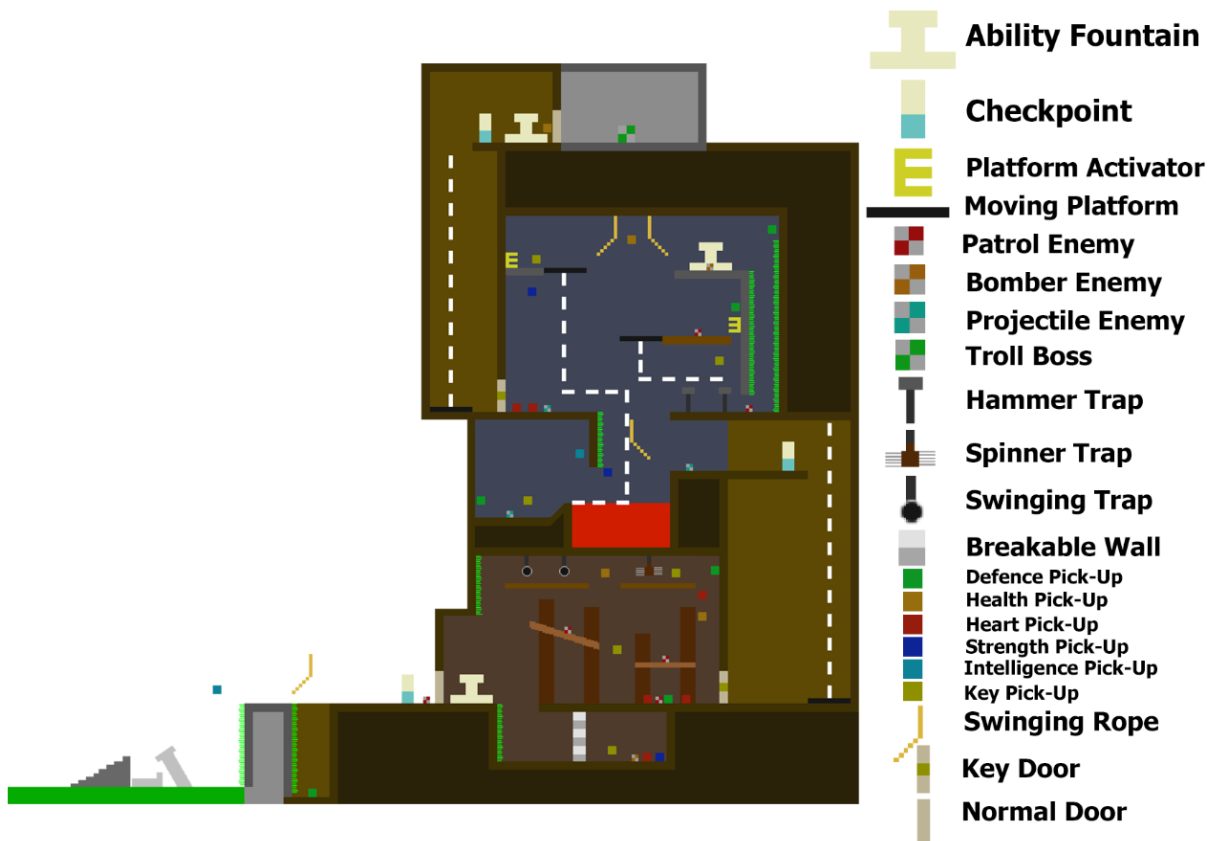 Ability Fountain
Checkpoint
Platform Activator
Moving Platform
Patrol Enemy
Bomber Enemy
Projectile Enemy
Troll Boss
Hammer Trap
Spinner Trap
Swinging Trap
Breakable Wall
Defence Pick-Up
Health Pick-Up
Heart Pick-Up
Strength Pick-Up
Intelligence Pick-Up
Key Pick-Up
Swinging Rope
Key Door
Normal Door